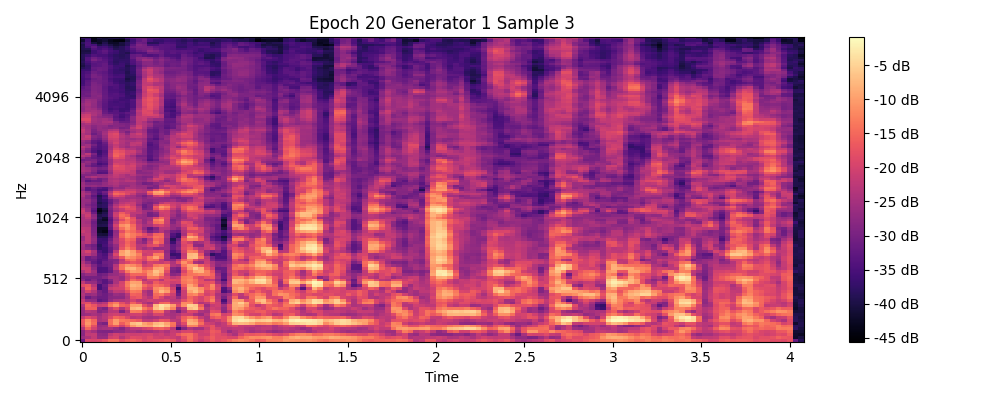 Epoch 20 Generator 1 Sample 3
Hz
4096
2048
1024
512
0
0 0.5 1 1.5 2 2.5 3 3.5 4
Time
-5 dB
-10 dB
-15 dB
-20 dB
-25 dB
-30 dB
-35 dB
-40 dB
-45 dB